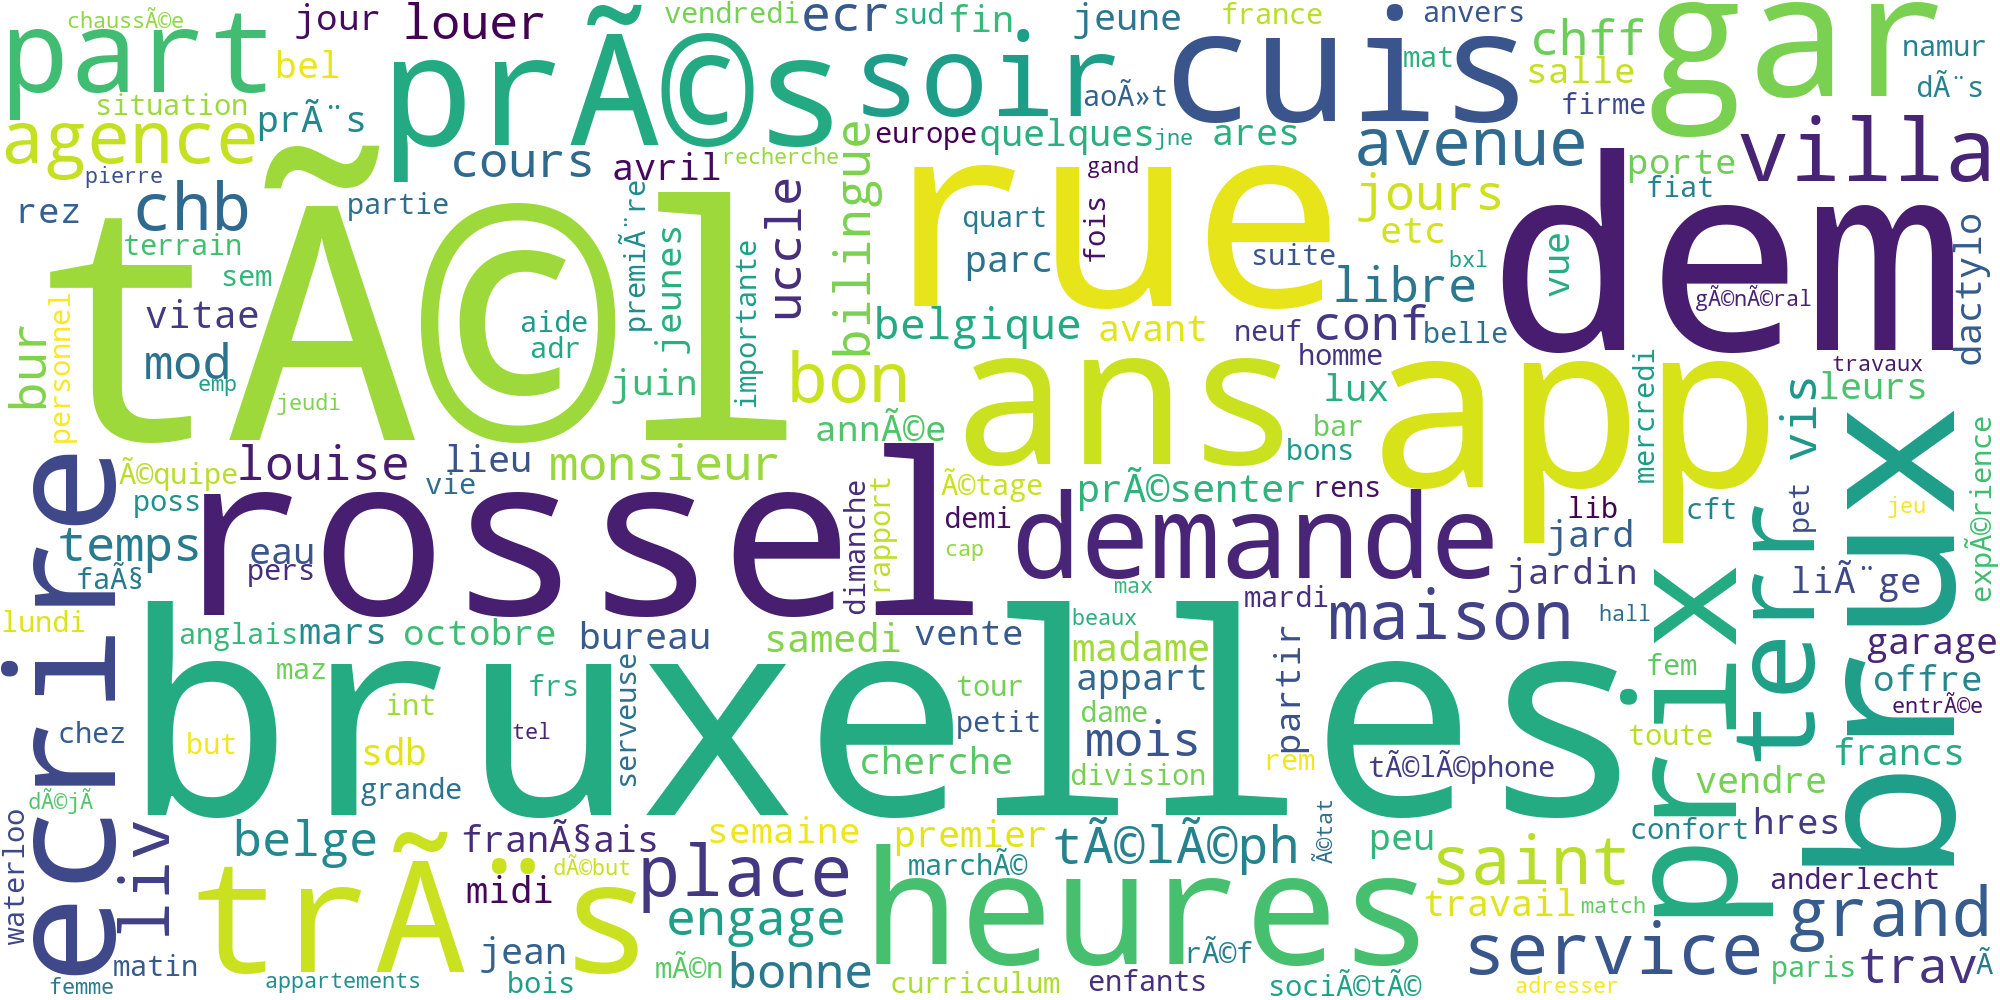 chaussÃ©e
part
jour
louer
prÃ©s
vendredi
ecr
sud
fin
jeune
soir
france
anvers
cuis
mat
chff
gar
namur
bel
salle
situation
prÃ¨s
aoÃ»t
firme
dÃ¨s
agence
europe
quelques
jne
ares
avenue
villa
cours
avril
recherche
gand
porte
pierre
chb
rez
partie
uccle
bilingue
rue
jours
fiat
dem
quart
fois
etc
terrain
premiÃ¨re
jeunes
importante
parc
suite
bxl
vue
dactylo
sem
libre
gÃ©nÃ©ral
tÃ©l
vitae
aide
belgique
avant
neuf
conf
belle
personnel
bur
mod
adr
bon
ans
homme
app
travaux
emp
juin
lux
mercredi
leurs
jeudi
annÃ©e
bar
vis
louise
lieu
monsieur
bons
expÃ©rience
Ã©quipe
vie
Ã©tage
prÃ©senter
rens
pet
poss
rossel
dimanche
rapport
demi
demande
lib
cft
jeu
temps
eau
cap
jard
terr
brux
faÃ§
pers
jardin
liÃ¨ge
ecrire
max
mardi
maison
prix
hall
lundi
anglais
mars
octobre
bureau
samedi
vente
beaux
madame
partir
garage
maz
bruxelles
serveuse
frs
tour
appart
fem
offre
int
dame
entrÃ©e
chez
but
tel
petit
mois
toute
sdb
cherche
rem
tÃ©lÃ©phone
francs
grande
division
vendre
dÃ©jÃ
waterloo
liv
belge
franÃ§ais
semaine
premier
tÃ©lÃ©ph
Ã©tat
peu
confort
hres
trÃ¨s
midi
dÃ©but
place
marchÃ©
heures
saint
anderlecht
engage
travail
match
grand
matin
jean
mÃ©n
bonne
rÃ©f
service
paris
trav
Ã
femme
appartements
bois
curriculum
enfants
sociÃ©tÃ©
adresser